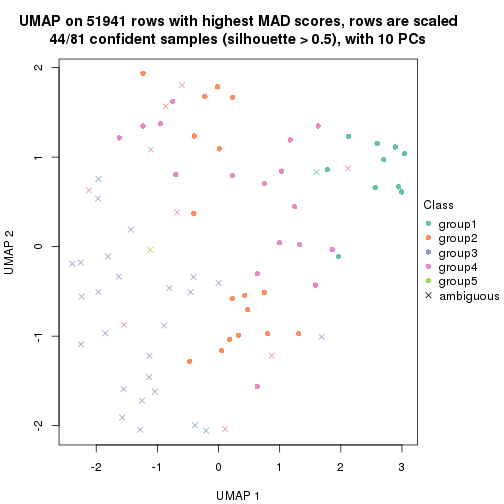 UMAP on 51941 rows with highest MAD scores, rows are scaled
44/81 confident samples (silhouette > 0.5), with 10 PCs
2
1
0
-1
-2
UMAP 2
-2
-1
0
1
2
3
UMAP 1
Class
group1
group2
group3
group4
group5
ambiguous